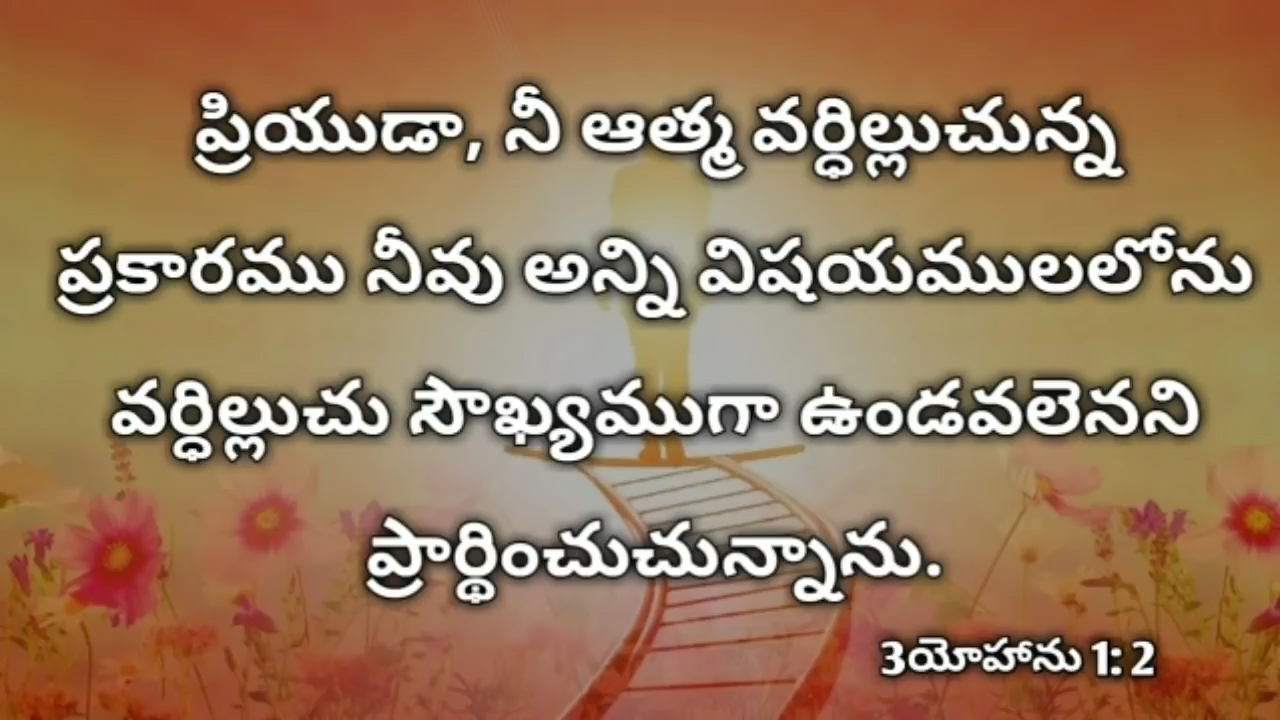 ప్రియుడా, నీ ఆత్మ వర్ధిల్లుచున్న
ప్రకారము నీవు అన్ని విషయములలోను
వర్ధిల్లుచు సౌఖ్యముగా ఉండవలెనని
ప్రార్థించుచున్నాను.
3యోహాను 1: 2